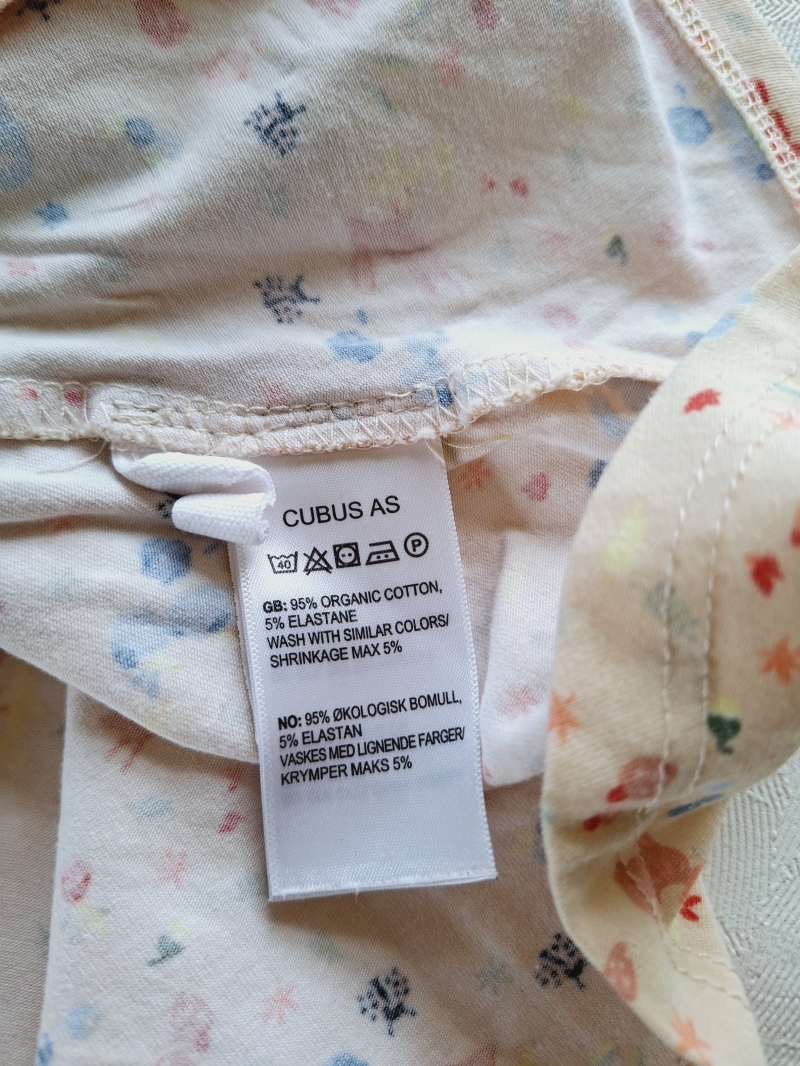 CUBUS AS
40 P
GB: 95% ORGANIC COTTON,
5% ELASTANE
WASH WITH SIMILAR COLORS/
SHRINKAGE MAX 5%
NO: 95% ØKOLOGISK BOMULL,
5% ELASTAN
VASKES MED LIGNENDE FARGER/
KRYMPER MAKS 5%